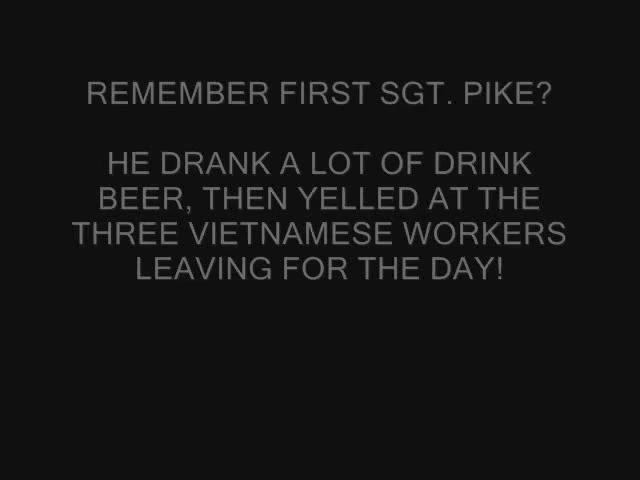 REMEMBER FIRST SGT. PIKE?
HE DRANK A LOT OF DRINK
BEER, THEN YELLED AT THE
THREE VIETNAMESE WORKERS
LEAVING FOR THE DAY!